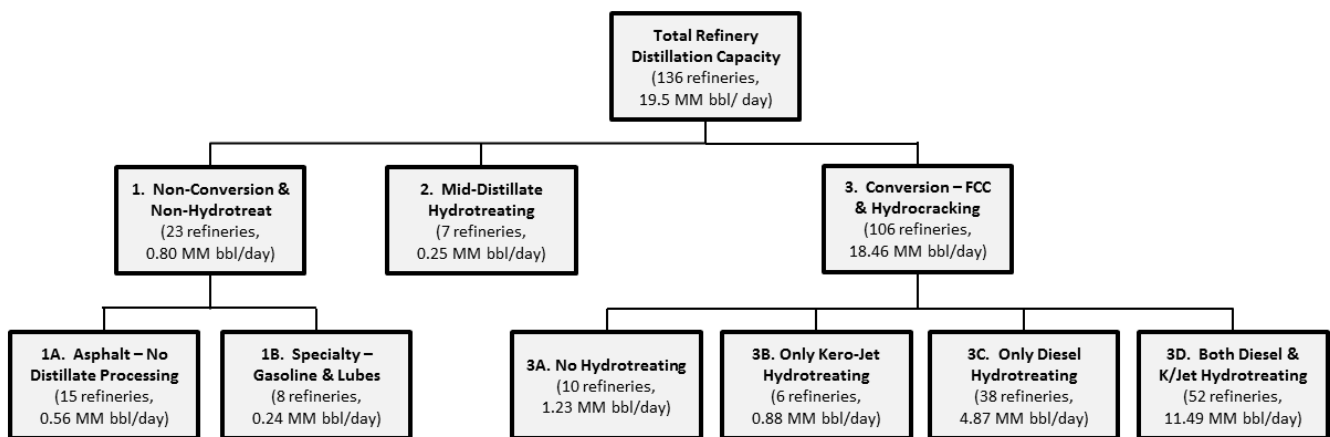 Total Refinery
Distillation Capacity
(136 refineries,
19.5 MM bbl/ day)
1.  Non-Conversion &
Non-Hydrotreat
(23 refineries,
0.80 MM bbl/day)
2.  Mid-Distillate
Hydrotreating
(7 refineries,
0.25 MM bbl/day)
3.  Conversion – FCC
& Hydrocracking
(106 refineries,
18.46 MM bbl/day)
1A.  Asphalt – No
Distillate Processing
(15 refineries,
0.56 MM bbl/day)
1B.  Specialty –
Gasoline & Lubes
(8 refineries,
0.24 MM bbl/day)
3A. No Hydrotreating
(10 refineries,
1.23 MM bbl/day)
3B. Only Kero-Jet
Hydrotreating
(6 refineries,
0.88 MM bbl/day)
3C.  Only Diesel
Hydrotreating
(38 refineries,
4.87 MM bbl/day)
3D.  Both Diesel &
K/Jet Hydrotreating
(52 refineries,
11.49 MM bbl/day)